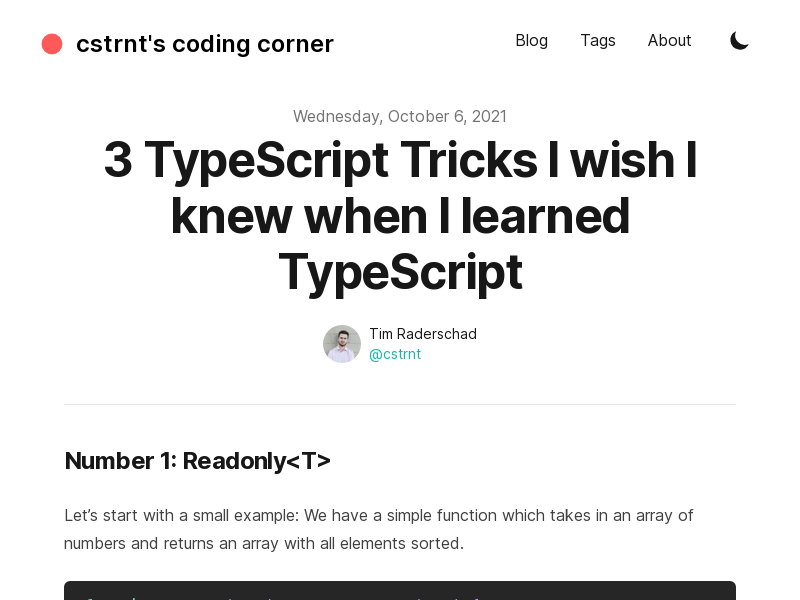 cstrnt's coding corner
Blog Tags About
Wednesday, October 6, 2021
3 TypeScript Tricks I wish I
knew when I learned
TypeScript
Tim Raderschad
@cstrnt
Number 1: Readonly<T>
Let’s start with a small example: We have a simple function which takes in an array of
numbers and returns an array with all elements sorted.